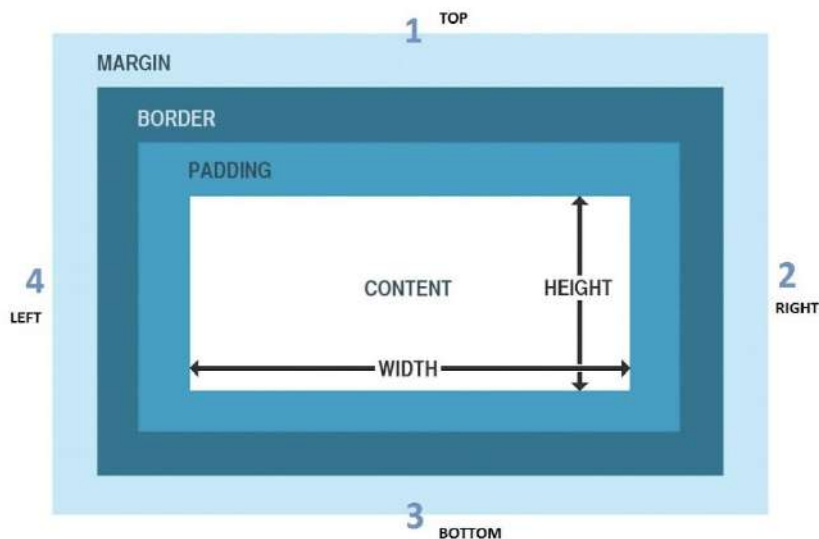 1 TOP
MARGIN
BORDER
PADDING
4
LEFT
CONTENT
HEIGHT
2
RIGHT
WIDTH
3
BOTTOM